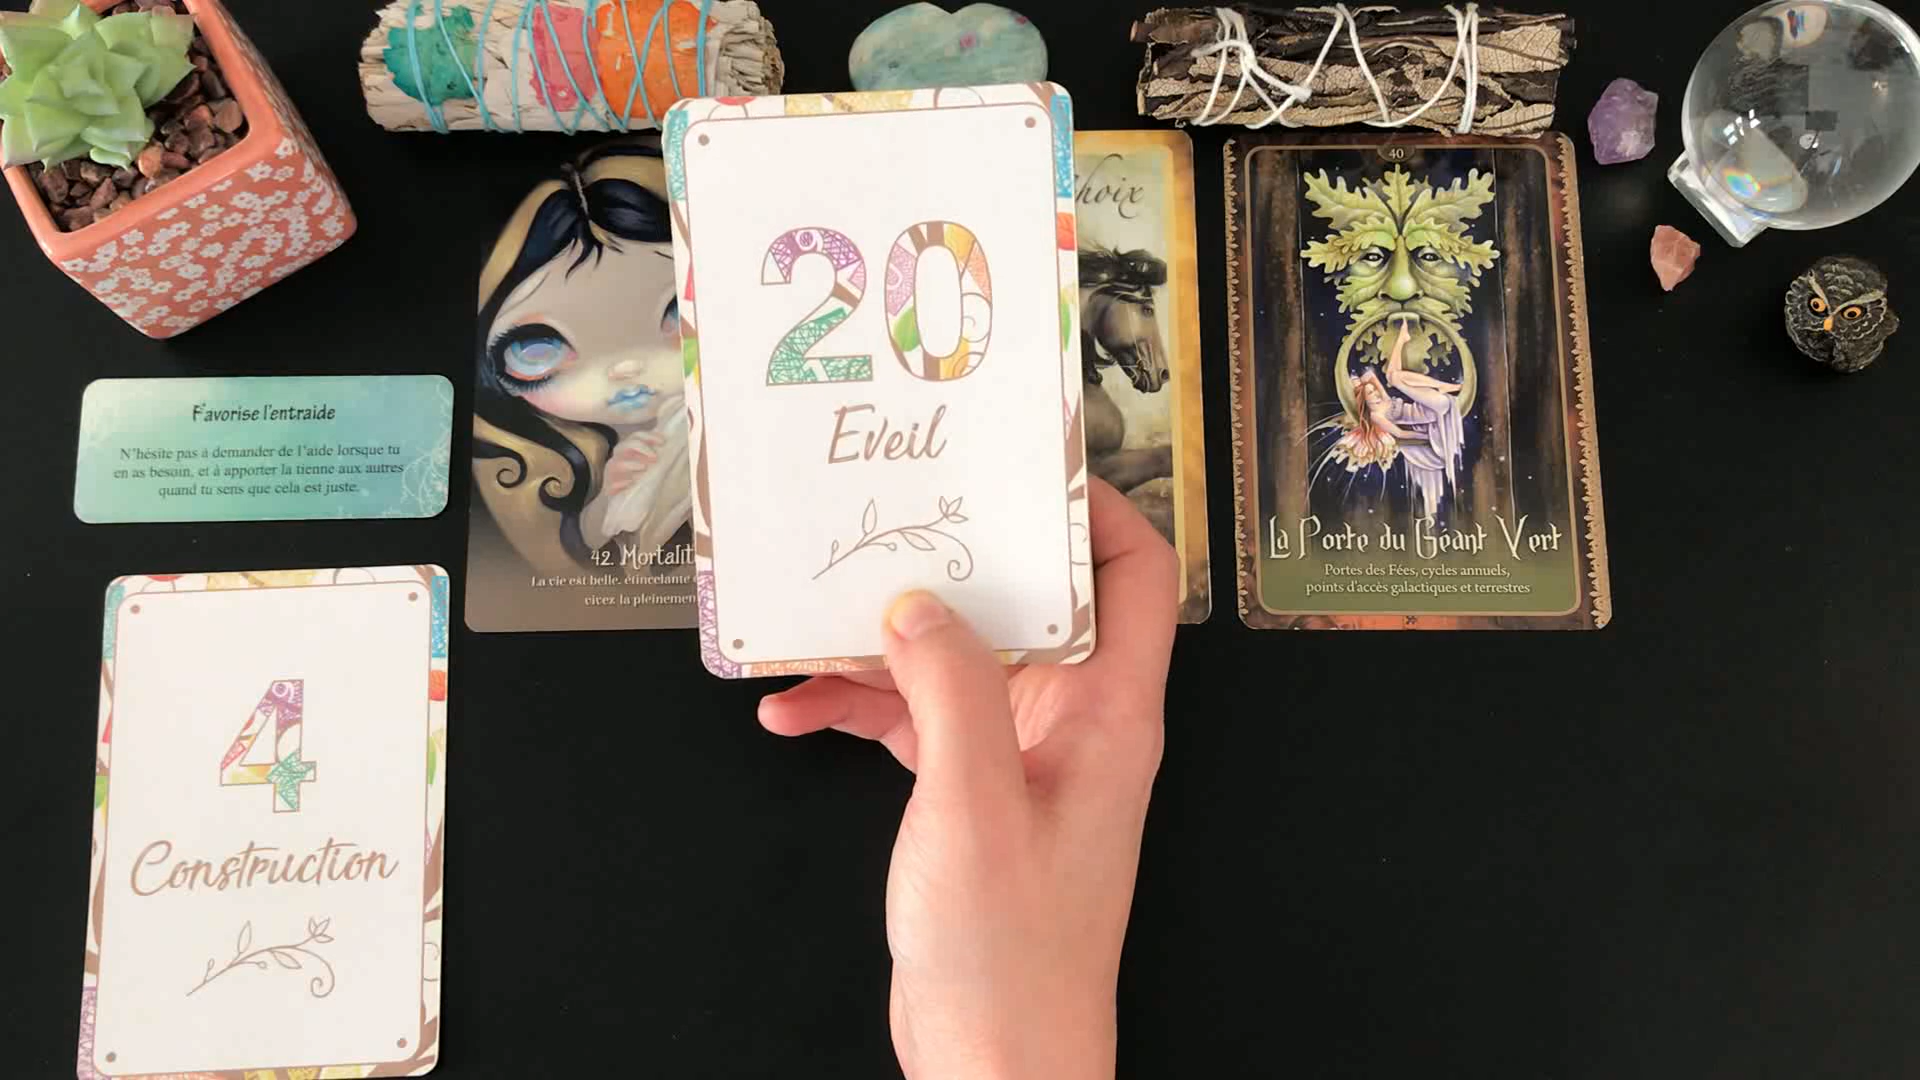 Favorise l'entraide
N'hésite pas à demander de l'aide lorsque tu
en as besoin, et à apporter la tienne aux autres
quand tu sens que cela est juste.
4
Construction
42. Mortalit
La vie est belle, étincelante
vivez la pleinemen
20
Eveil
hoix
40
La Porte du Géant Vert
Portes des Fées, cycles annuels,
points d'accès galactiques et terrestres